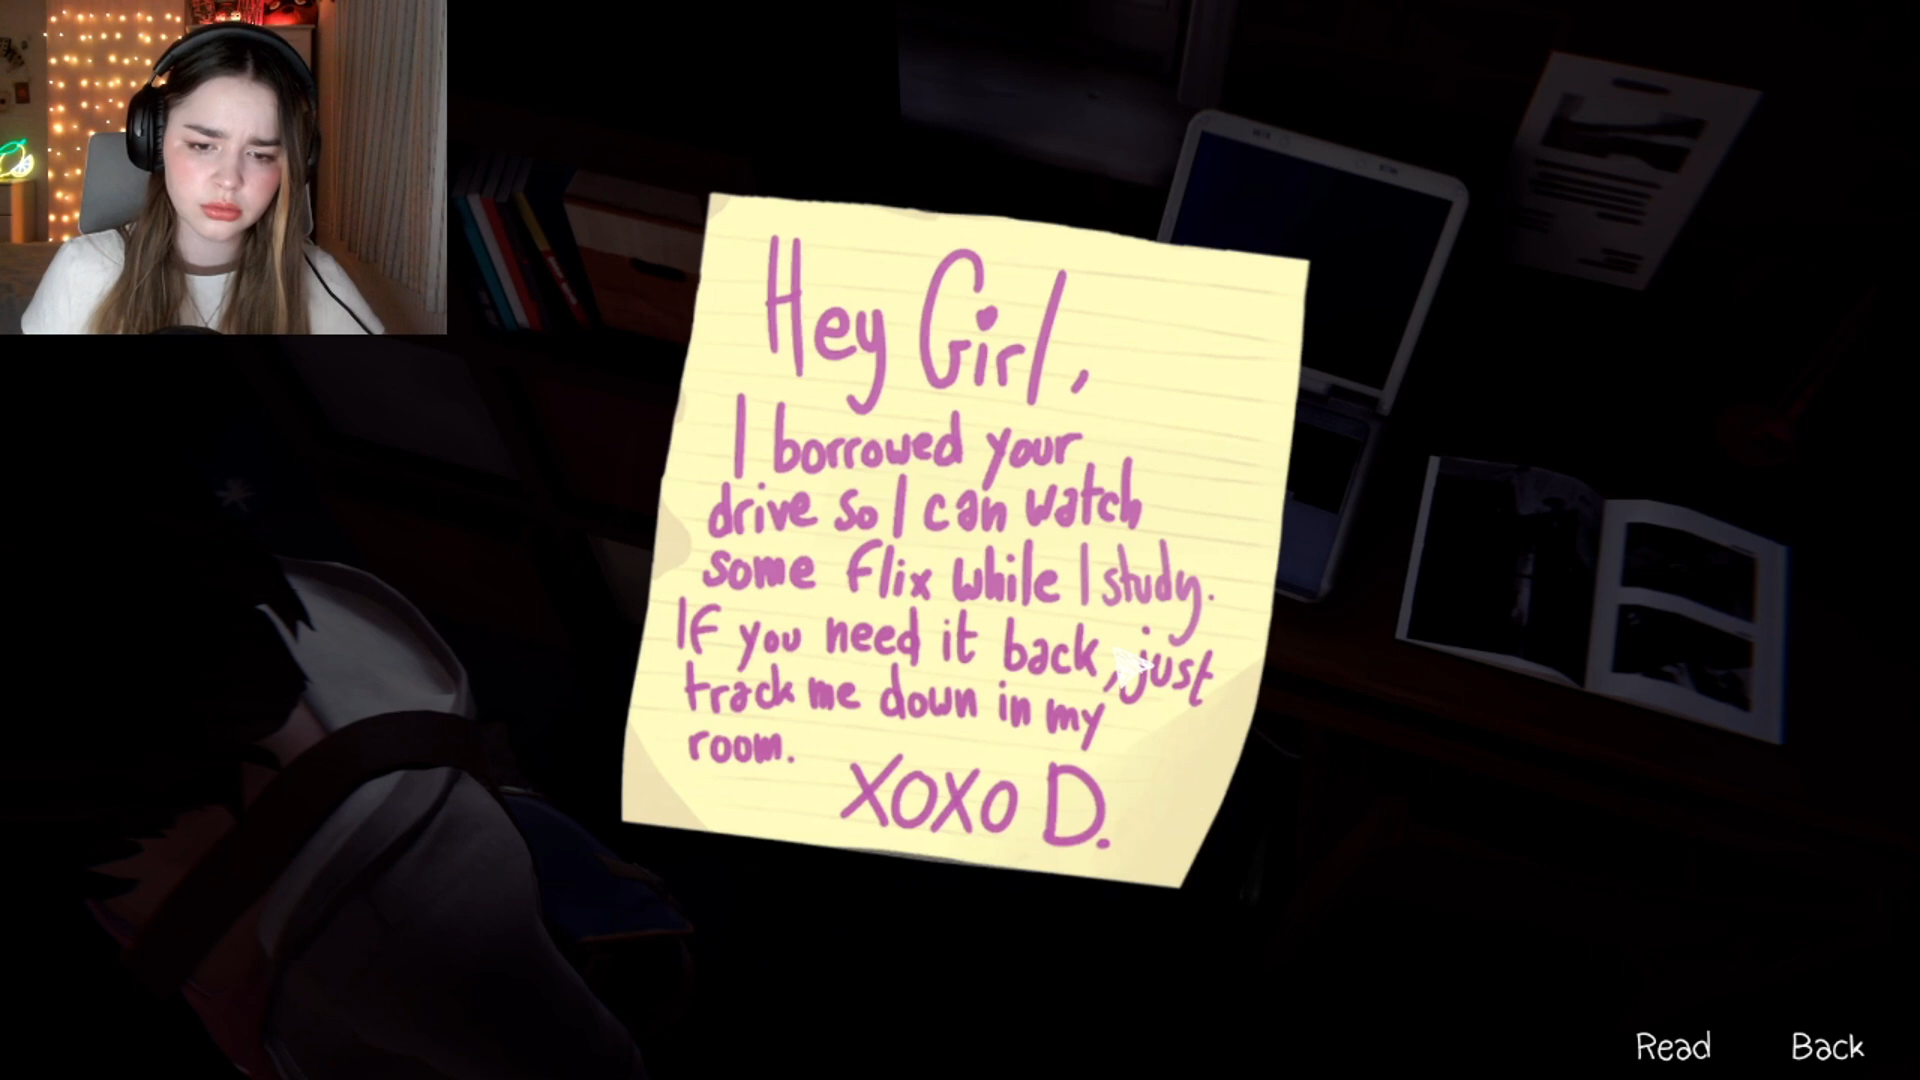 Hey Girl,
I borrowed your
drive so I can watch
some Flix while I study.
If you need it back, just
track me down in my
room.
XOXO D.
Read Back